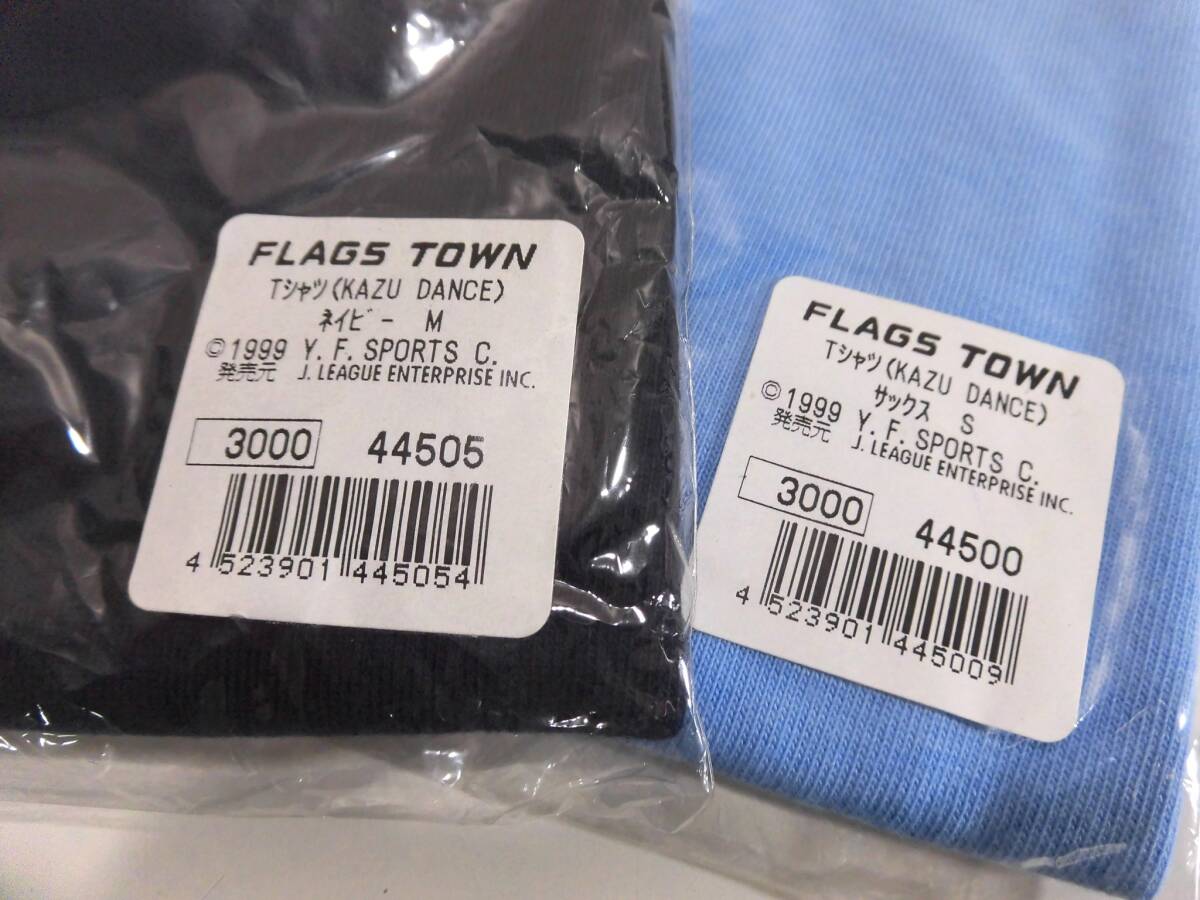 FLAGS TOWN
Tシャツ(KAZU DANCE)
ネイビー M
©1999 Y. F. SPORTS C.
発売元 J. LEAGUE ENTERPRISE INC.
3000 44505
4 523901 445054
FLAGS TOWN
Tシャツ(KAZU DANCE)
サックス S
©1999 Y. F. SPORTS C.
発売元 J. LEAGUE ENTERPRISE INC.
3000 44500
4 523901 445009